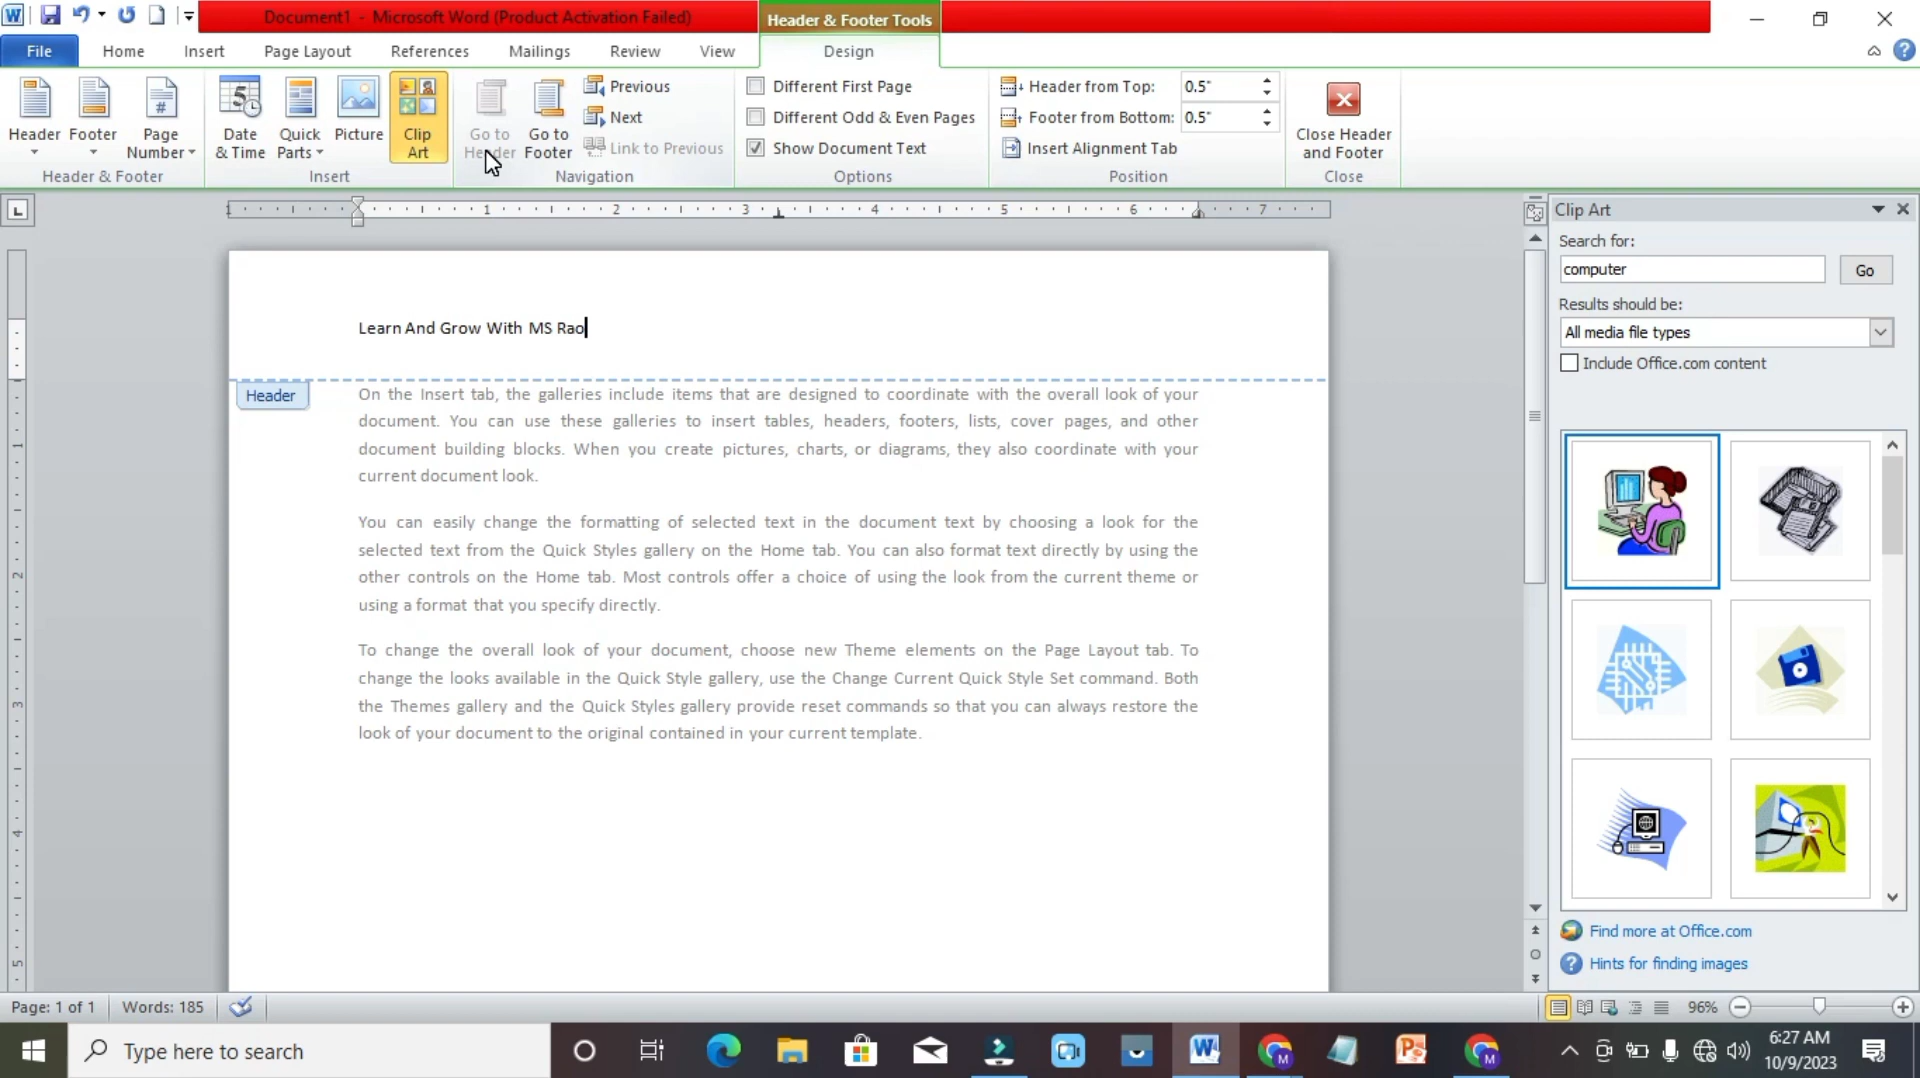 Document1 - Microsoft Word (Product Activation Failed)
Header & Footer Tools
File
Home
Insert
Page Layout
References
Mailings
Review
View
Design
Header
Footer
Page Number
Header & Footer
Date & Time
Quick Parts
Picture
Clip Art
Insert
Go to Header
Go to Footer
Previous
Next
Link to Previous
Navigation
Different First Page
Different Odd & Even Pages
Show Document Text
Options
Header from Top: 0.5"
Footer from Bottom: 0.5"
Insert Alignment Tab
Position
Close Header and Footer
Close
1 1 2 3 4 5 6 7
Learn And Grow With MS Rao
Header
On the Insert tab, the galleries include items that are designed to coordinate with the overall look of your
document. You can use these galleries to insert tables, headers, footers, lists, cover pages, and other
document building blocks. When you create pictures, charts, or diagrams, they also coordinate with your
current document look.
You can easily change the formatting of selected text in the document text by choosing a look for the
selected text from the Quick Styles gallery on the Home tab. You can also format text directly by using the
other controls on the Home tab. Most controls offer a choice of using the look from the current theme or
using a format that you specify directly.
To change the overall look of your document, choose new Theme elements on the Page Layout tab. To
change the looks available in the Quick Style gallery, use the Change Current Quick Style Set command. Both
the Themes gallery and the Quick Styles gallery provide reset commands so that you can always restore the
look of your document to the original contained in your current template.
1
2
3
4
5
Clip Art
Search for:
computer
Go
Results should be:
All media file types
Include Office.com content
Find more at Office.com
Hints for finding images
Page: 1 of 1
Words: 185
96%
Type here to search
6:27 AM
10/9/2023